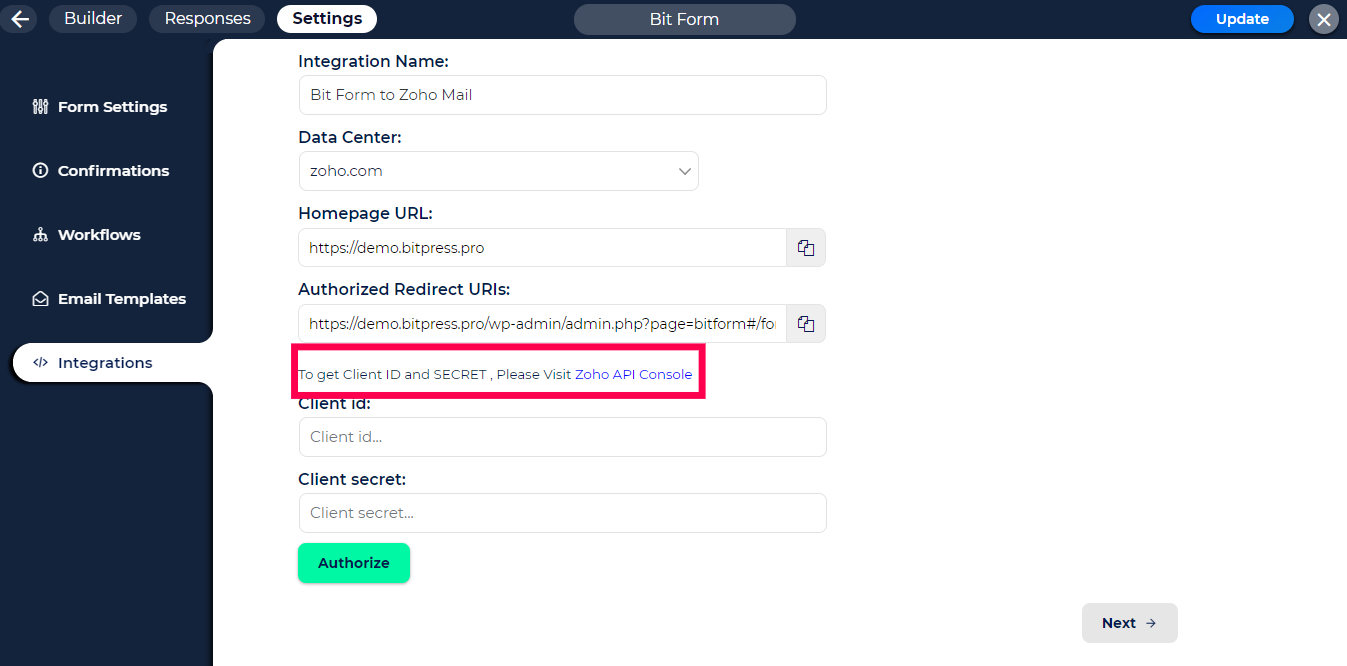 Builder
Responses
Settings
Bit Form
Update
Form Settings
Confirmations
Workflows
Email Templates
Integrations
Integration Name:
Bit Form to Zoho Mail
Data Center:
zoho.com
Homepage URL:
https://demo.bitpress.pro
Authorized Redirect URIs:
https://demo.bitpress.pro/wp-admin/admin.php?page=bitform#/fo
To get Client ID and SECRET , Please Visit Zoho API Console
Client id:
Client id...
Client secret:
Client secret...
Authorize
Next